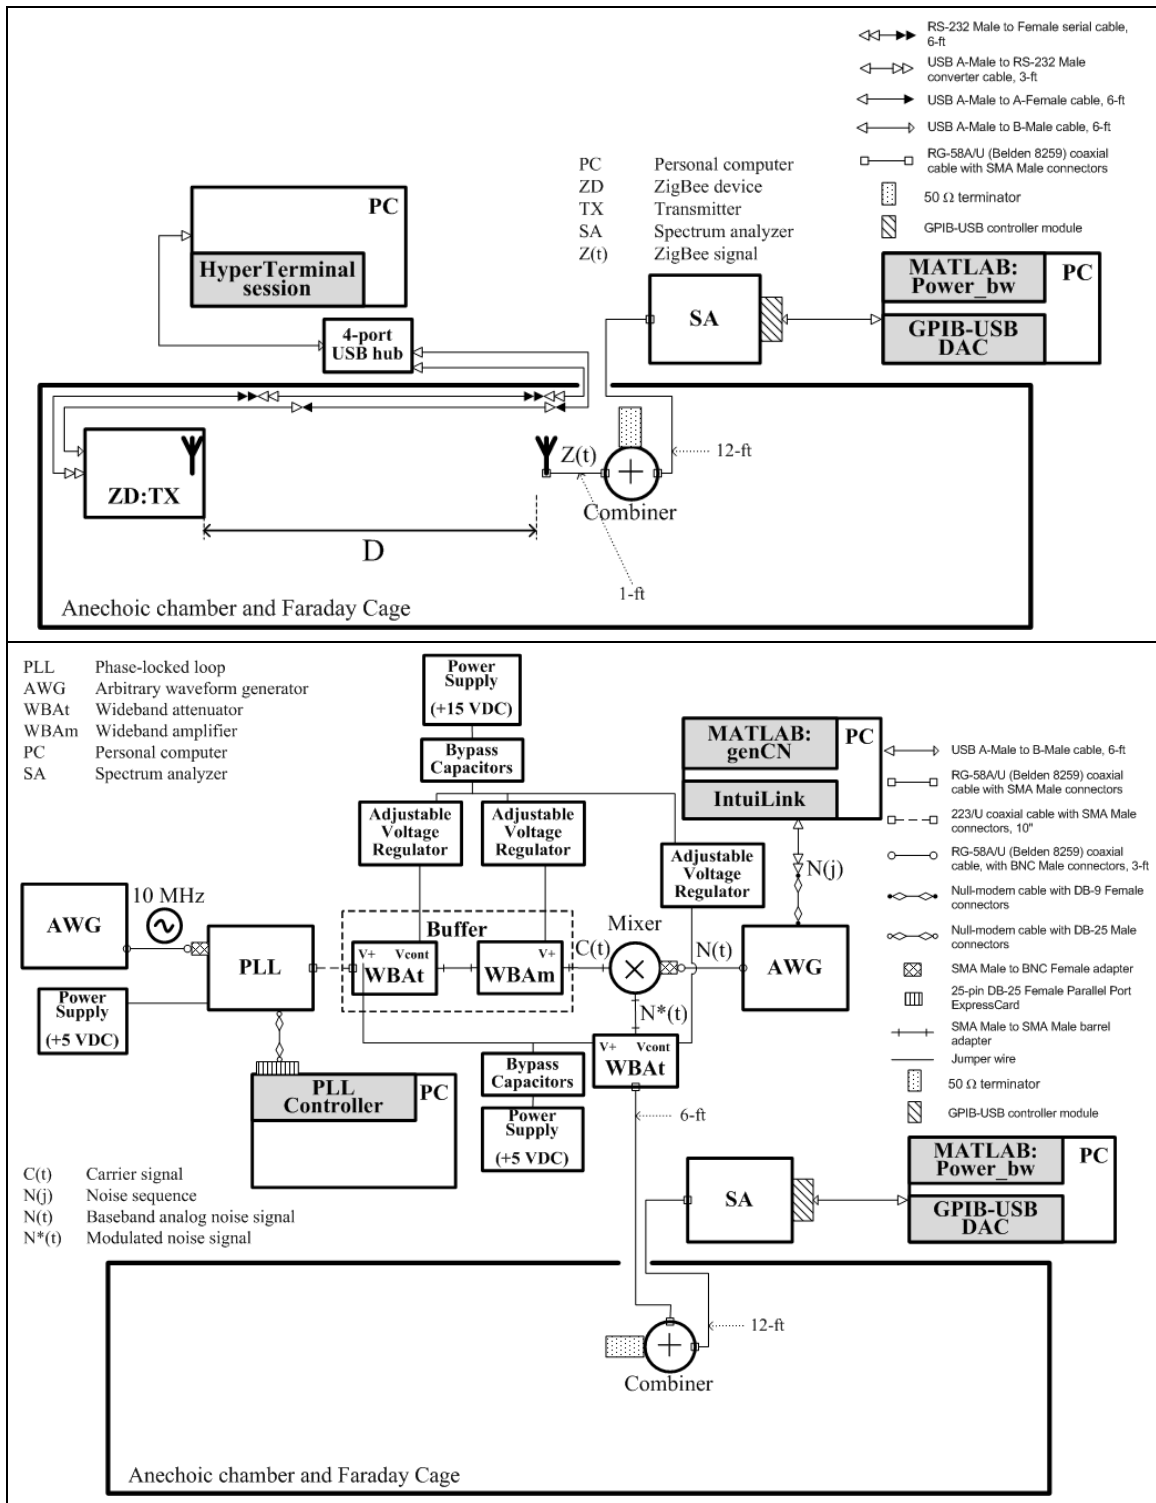 RS-232 Male to Female serial cable,
6-ft
USB A-Male to RS-232 Male
converter cable, 3-ft
USB A-Male to A-Female cable, 6-ft
USB A-Male to B-Male cable, 6-ft
RG-58A/U (Belden 8259) coaxial
cable with SMA Male connectors
50 Ω terminator
GPIB-USB controller module
PC Personal computer
ZD ZigBee device
TX Transmitter
SA Spectrum analyzer
Z(t) ZigBee signal
PC
HyperTerminal
session
4-port
USB hub
SA
MATLAB:
Power_bw
PC
GPIB-USB
DAC
ZD:TX
Z(t)
12-ft
Combiner
D
1-ft
Anechoic chamber and Faraday Cage
PLL Phase-locked loop
AWG Arbitrary waveform generator
WBAt Wideband attenuator
WBAm Wideband amplifier
PC Personal computer
SA Spectrum analyzer
Power
Supply
(+15 VDC)
Bypass
Capacitors
Adjustable
Voltage
Regulator
Adjustable
Voltage
Regulator
Adjustable
Voltage
Regulator
MATLAB:
genCN
PC
IntuiLink
N(j)
USB A-Male to B-Male cable, 6-ft
RG-58A/U (Belden 8259) coaxial
cable with SMA Male connectors
223/U coaxial cable with SMA Male
connectors, 10"
RG-58A/U (Belden 8259) coaxial
cable, with BNC Male connectors, 3-ft
Null-modem cable with DB-9 Female
connectors
Null-modem cable with DB-25 Male
connectors
SMA Male to BNC Female adapter
25-pin DB-25 Female Parallel Port
ExpressCard
SMA Male to SMA Male barrel
adapter
Jumper wire
50 Ω terminator
GPIB-USB controller module
AWG
10 MHz
PLL
Power
Supply
(+5 VDC)
Buffer
V+ Vcont
WBAt
V+
WBAm
C(t)
Mixer
N(t)
AWG
N*(t)
V+ Vcont
WBAt
Bypass
Capacitors
Power
Supply
(+5 VDC)
PLL
Controller
PC
6-ft
C(t) Carrier signal
N(j) Noise sequence
N(t) Baseband analog noise signal
N*(t) Modulated noise signal
SA
MATLAB:
Power_bw
PC
GPIB-USB
DAC
12-ft
Combiner
Anechoic chamber and Faraday Cage